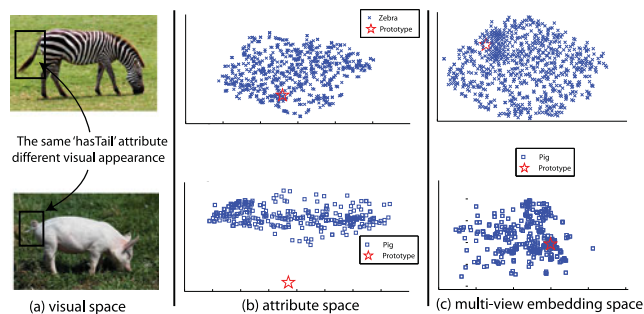 Zebra
Prototype
The same 'hasTail' attribute
different visual appearance
Pig
Prototype
Pig
Prototype
(a) visual space
(b) attribute space
(c) multi-view embedding space